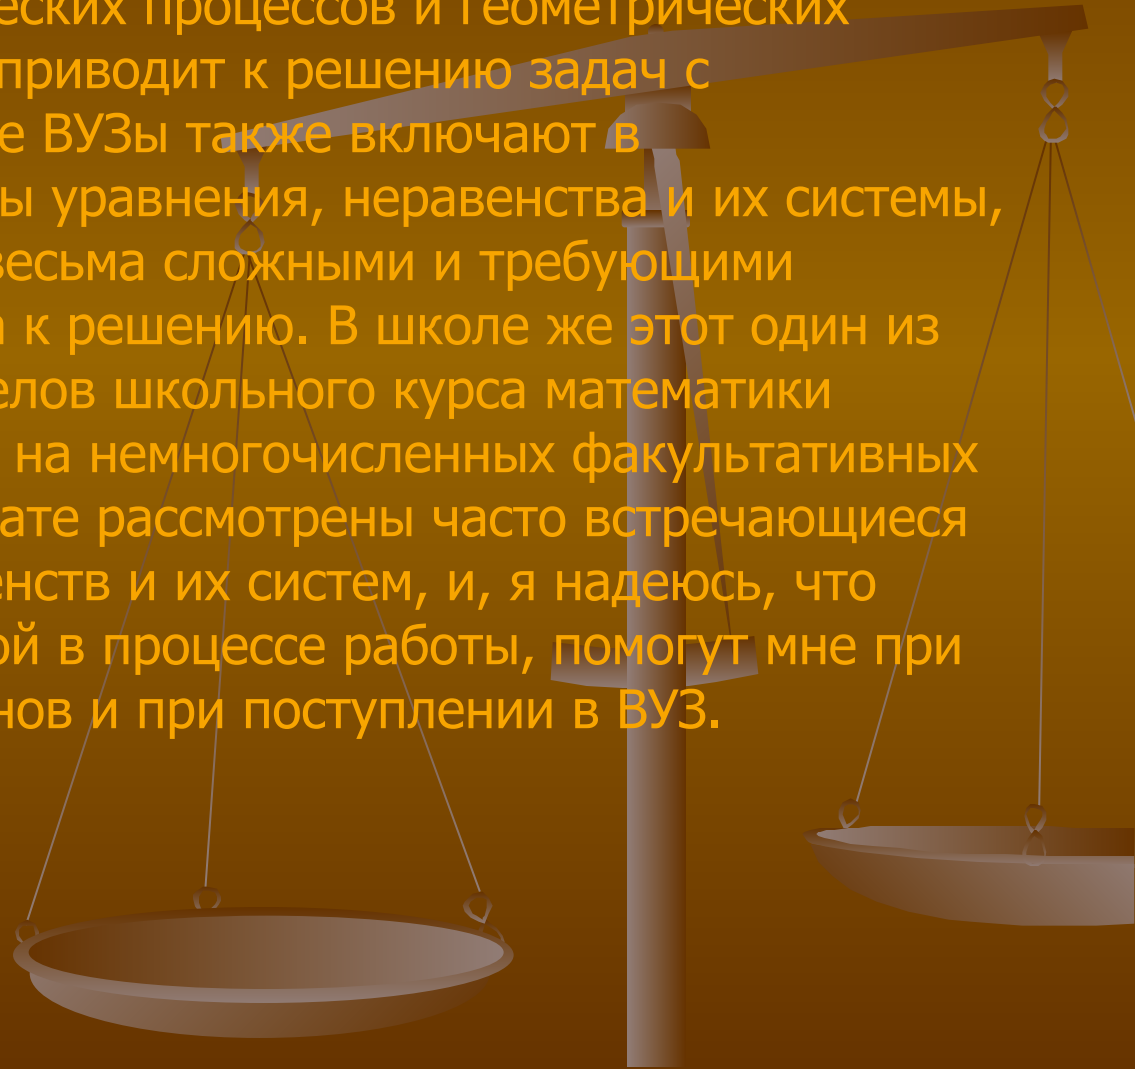 еских процессов и геометрических
приводит к решению задач с
е ВУЗы также включают в
ы уравнения, неравенства и их системы,
весьма сложными и требующими
а к решению. В школе же этот один из
елов школьного курса математики
на немногочисленных факультативных
ате рассмотрены часто встречающиеся
енств и их систем, и, я надеюсь, что
ой в процессе работы, помогут мне при
нов и при поступлении в ВУЗ.